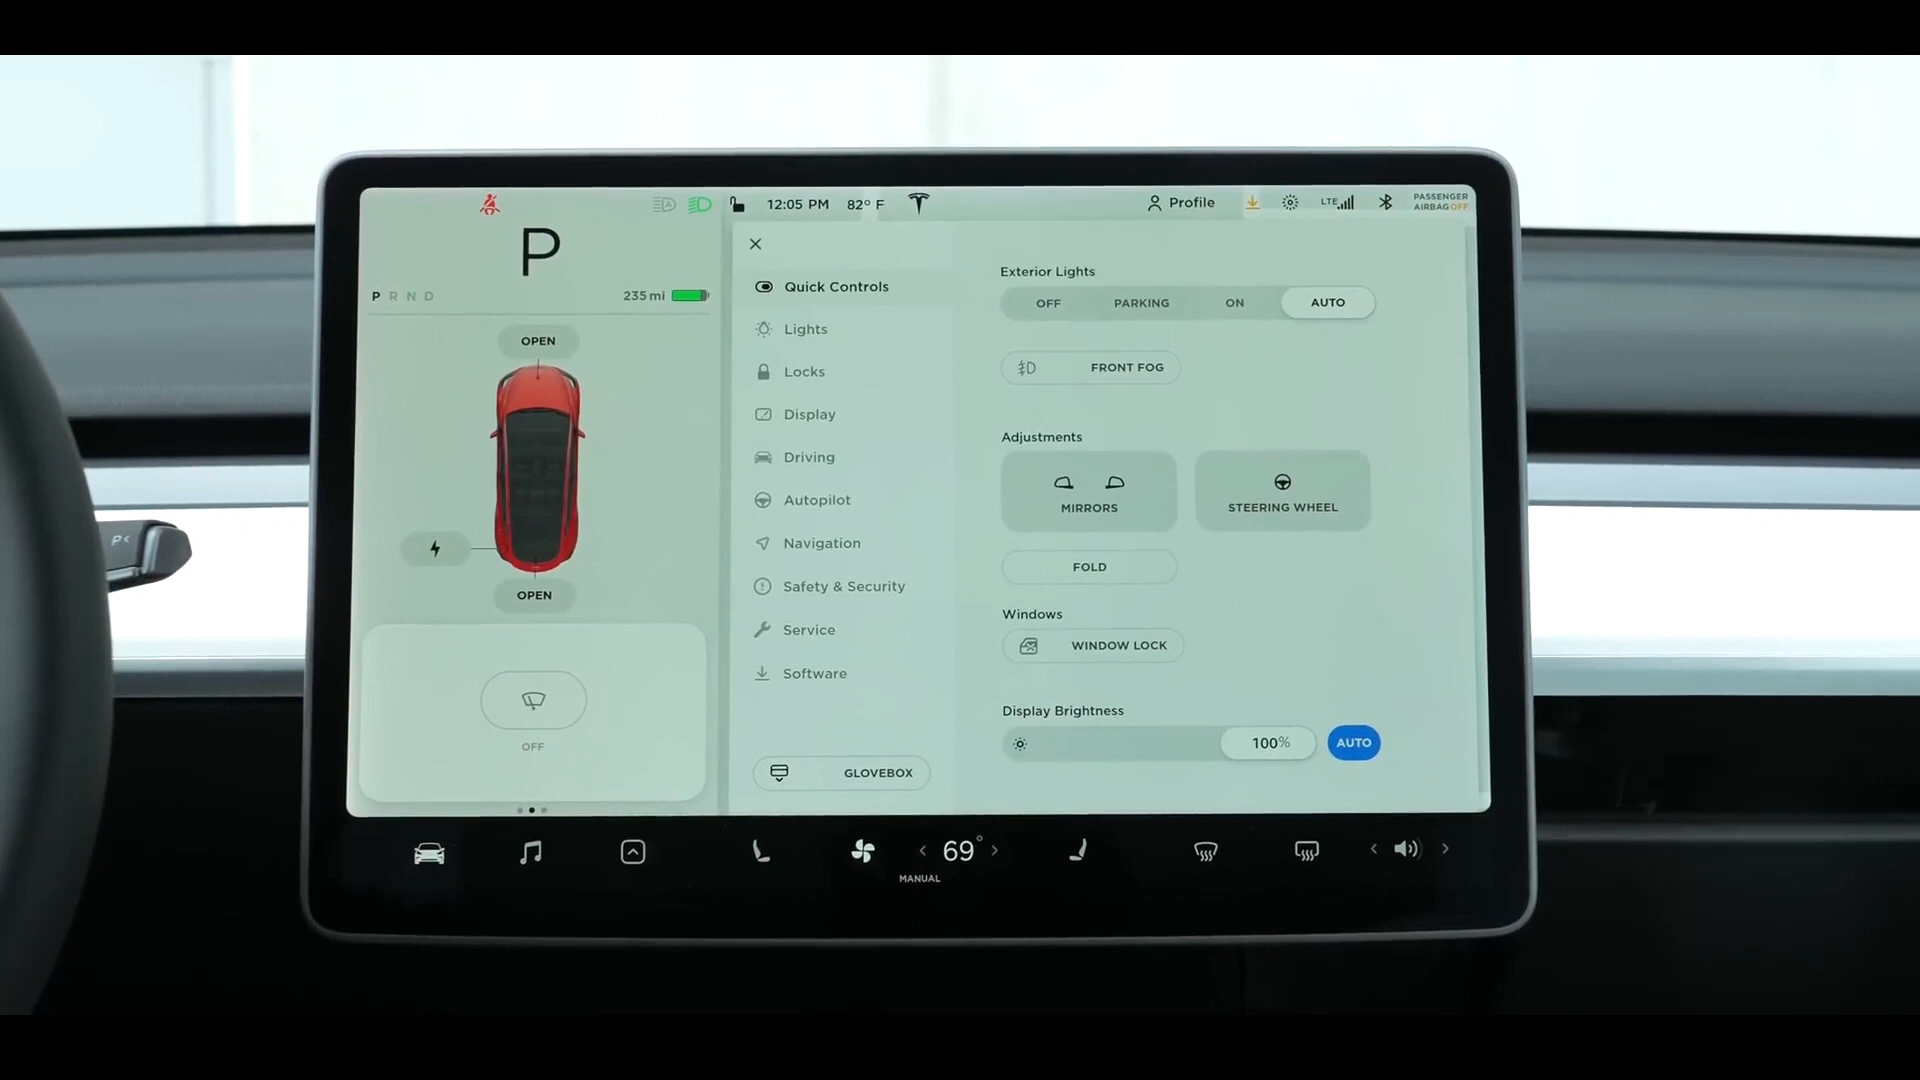 12:05 PM 82° F
Profile
LTE
PASSENGER
AIRBAG OFF
P
P R N D
235 mi
OPEN
OPEN
OFF
Quick Controls
Lights
Locks
Display
Driving
Autopilot
Navigation
Safety & Security
Service
Software
GLOVEBOX
Exterior Lights
OFF PARKING ON AUTO
FRONT FOG
Adjustments
MIRRORS
STEERING WHEEL
FOLD
Windows
WINDOW LOCK
Display Brightness
100% AUTO
69°
MANUAL
P<